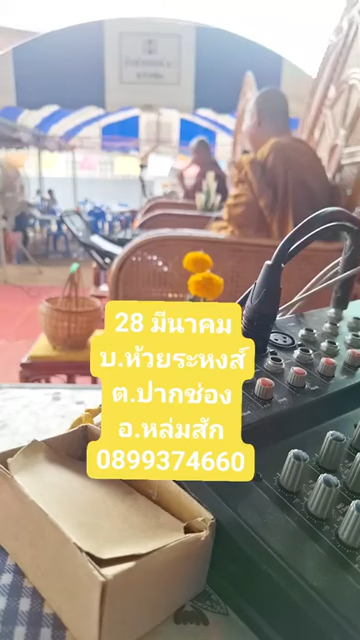 28 มีนาคม
บ.ห้วยระหงส์
ต.ปากช่อง
อ.หล่มสัก
0899374660